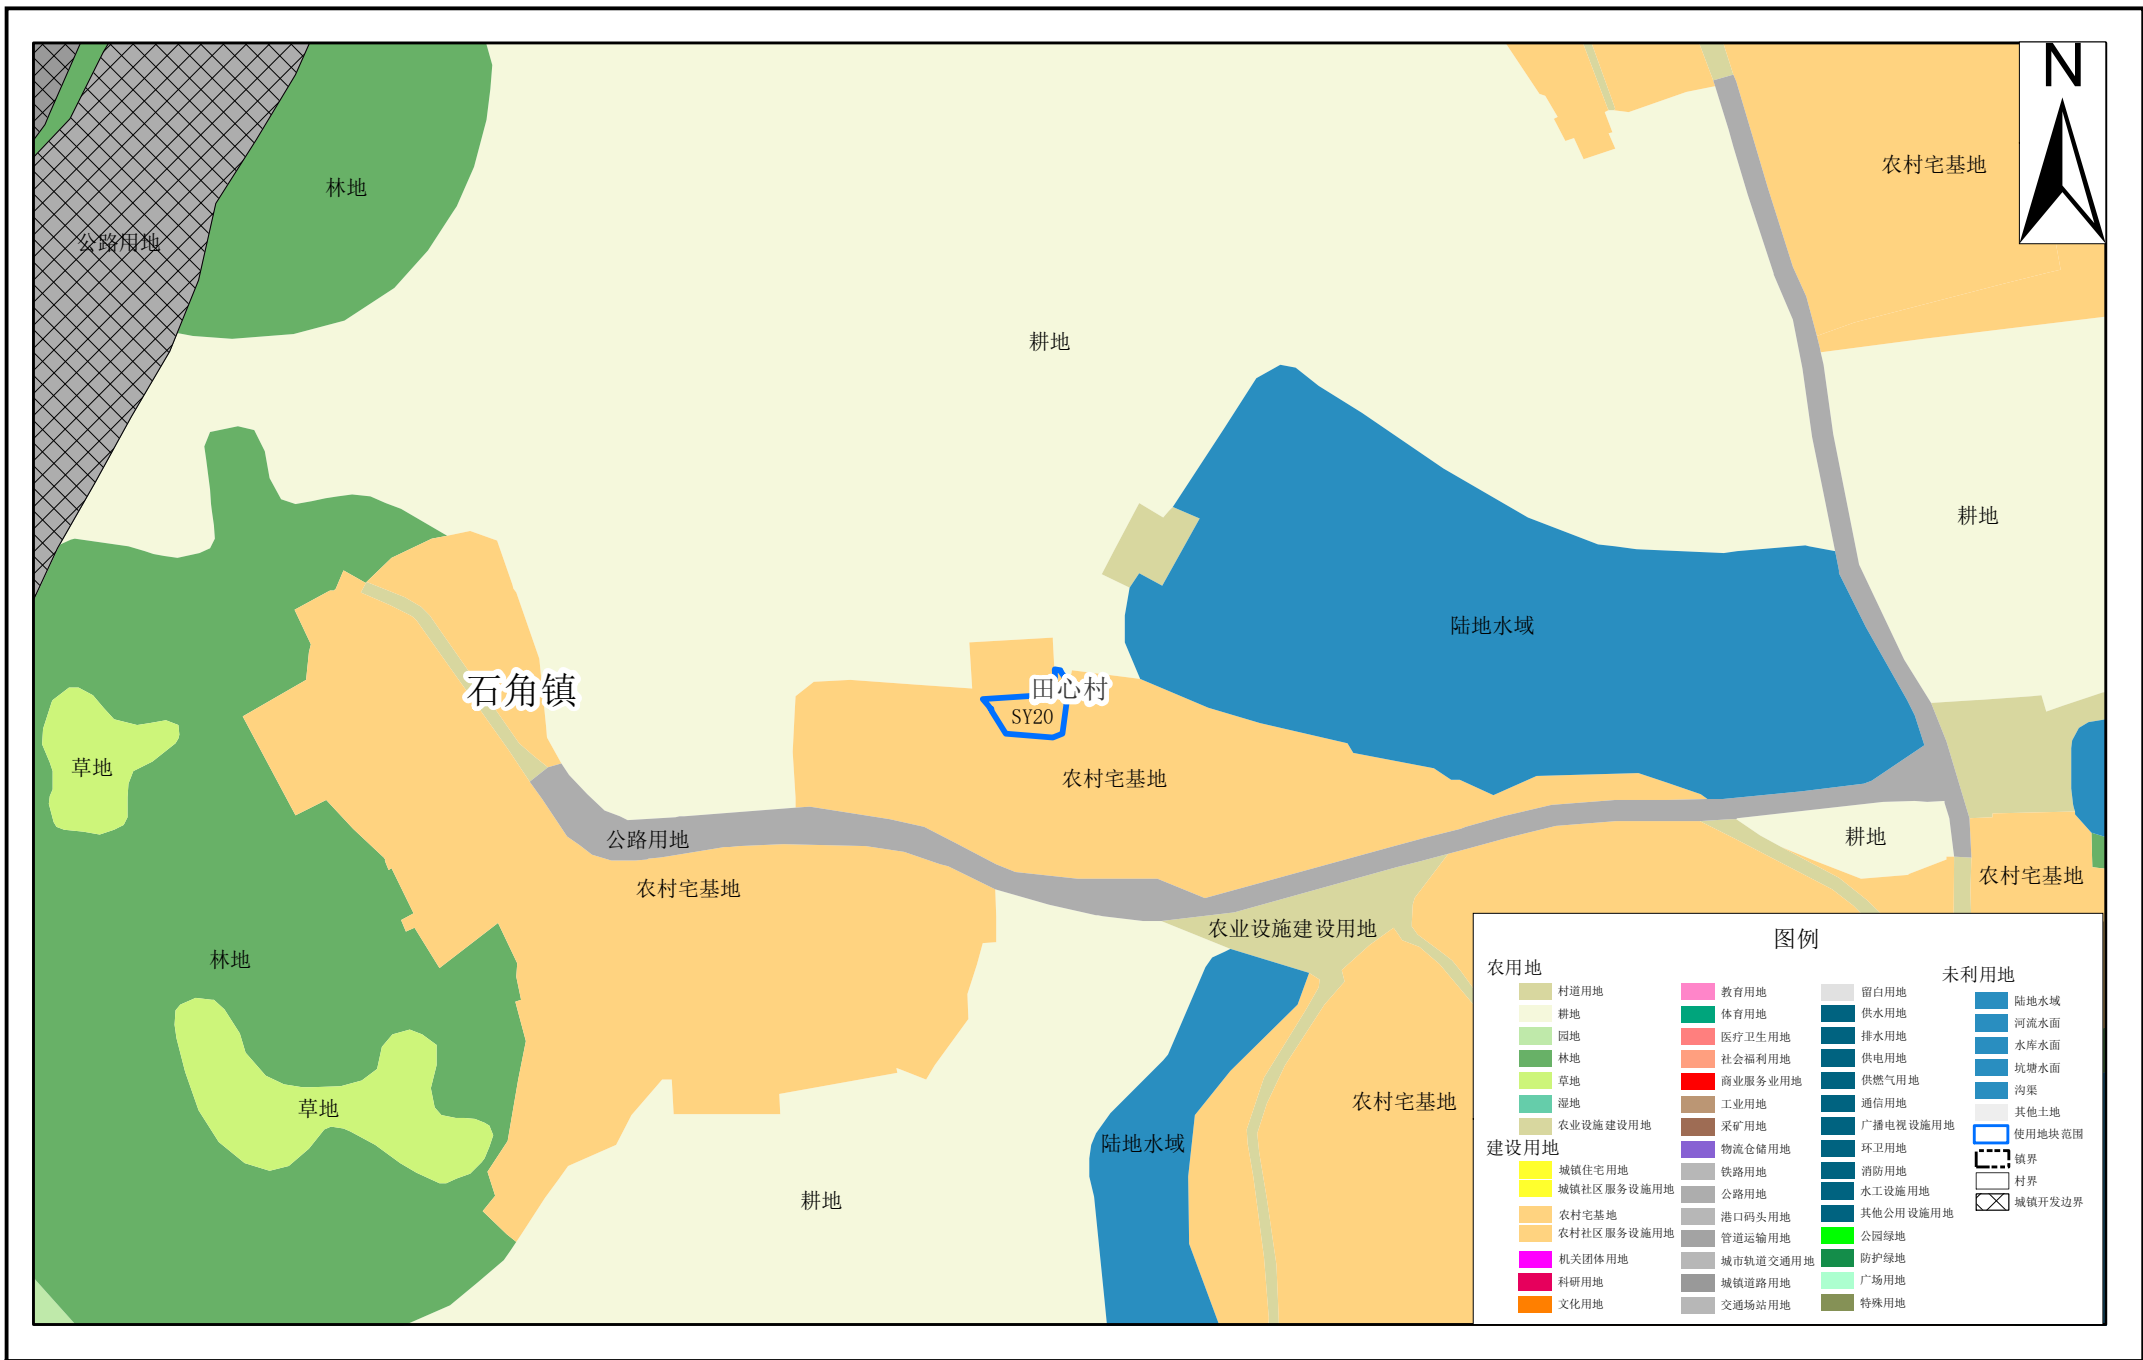 N
农村宅基地
林地
公路用地
耕地
耕地
陆地水域
石角镇
田心村
SY20
草地
农村宅基地
公路用地
耕地
农村宅基地
农村宅基地
农业设施建设用地
林地
草地
农村宅基地
陆地水域
耕地
图例
农用地
村道用地
耕地
园地
林地
草地
湿地
农业设施建设用地
建设用地
城镇住宅用地
城镇社区服务设施用地
农村宅基地
农村社区服务设施用地
机关团体用地
科研用地
文化用地
教育用地
体育用地
医疗卫生用地
社会福利用地
商业服务业用地
工业用地
采矿用地
物流仓储用地
铁路用地
公路用地
港口码头用地
管道运输用地
城市轨道交通用地
城镇道路用地
交通场站用地
留白用地
供水用地
排水用地
供电用地
供燃气用地
通信用地
广播电视设施用地
环卫用地
消防用地
水工设施用地
其他公用设施用地
公园绿地
防护绿地
广场用地
特殊用地
未利用地
陆地水域
河流水面
水库水面
坑塘水面
沟渠
其他土地
使用地块范围
镇界
村界
城镇开发边界